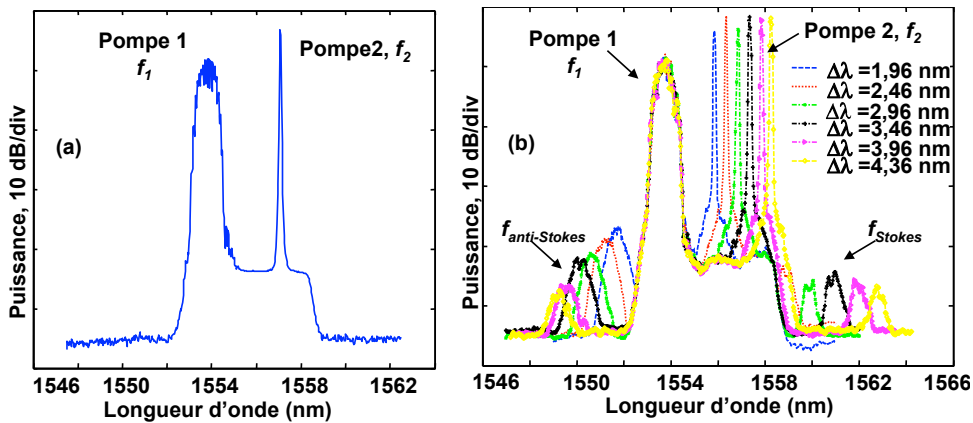 (a)
Pompe 1
f1
Pompe2, f2
Puissance, 10 dB/div
1546 1550 1554 1558 1562
Longueur d'onde (nm)
(b)
Pompe 1
f1
Pompe 2, f2
Δλ =1,96 nm
Δλ =2,46 nm
Δλ =2,96 nm
Δλ =3,46 nm
Δλ =3,96 nm
Δλ =4,36 nm
fanti-Stokes
fStokes
Puissance, 10 dB/div
1546 1550 1554 1558 1562 1566
Longueur d'onde (nm)